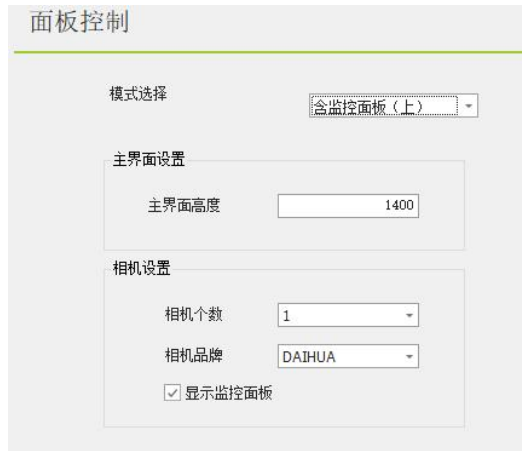 面板控制
模式选择 含监控面板（上）
主界面设置
主界面高度 1400
相机设置
相机个数 1
相机品牌 DAIHUA
显示监控面板